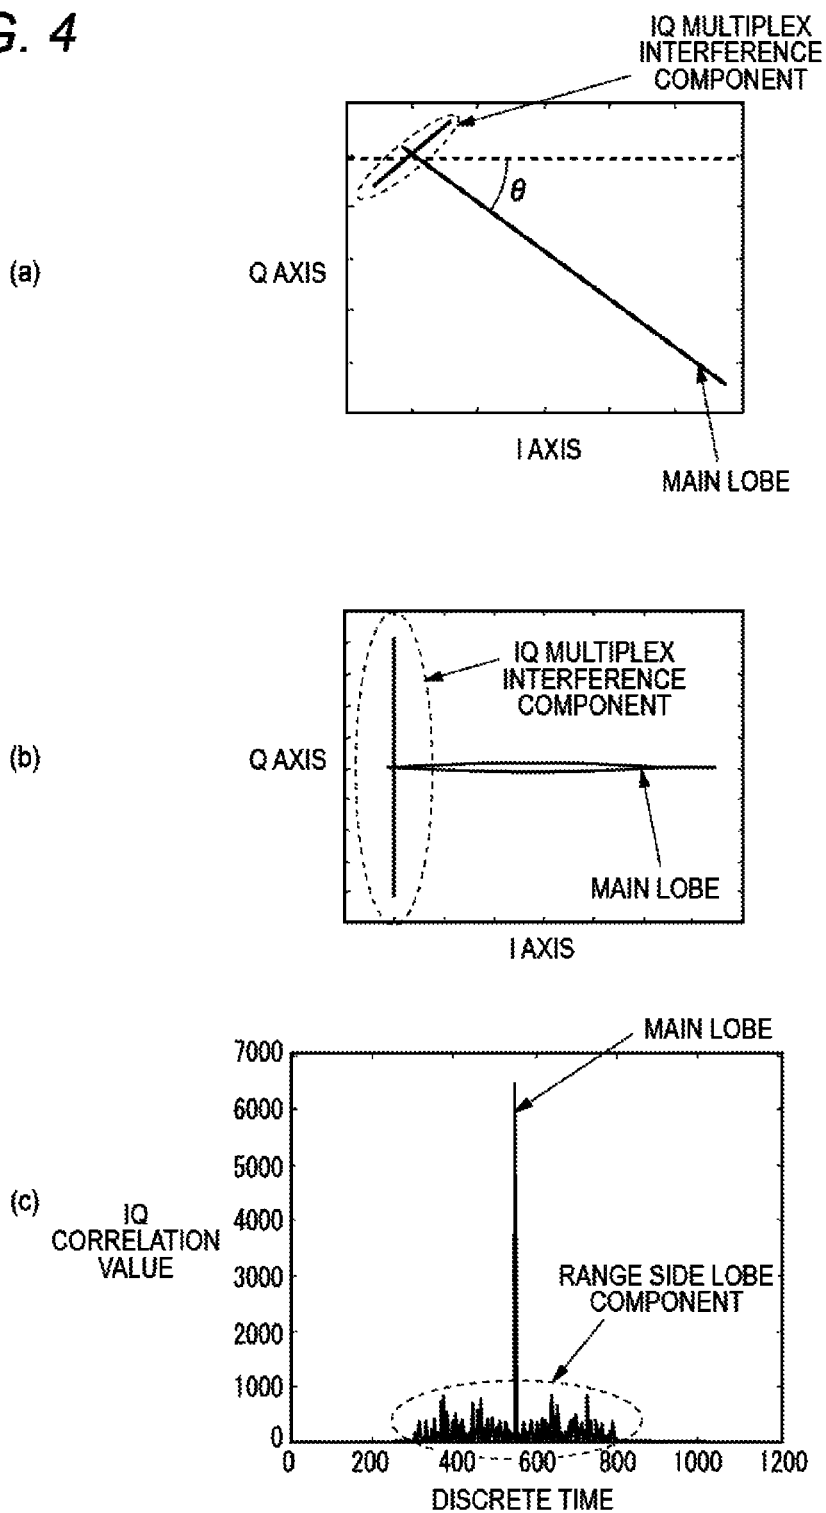 G. 4
IQ MULTIPLEX
INTERFERENCE
COMPONENT
θ
(a)
Q AXIS
I AXIS
MAIN LOBE
IQ MULTIPLEX
INTERFERENCE
COMPONENT
(b)
Q AXIS
MAIN LOBE
I AXIS
MAIN LOBE
7000
6000
5000
(c)
IQ
CORRELATION
VALUE
4000
3000
RANGE SIDE LOBE
COMPONENT
2000
1000
0
0 200 400 600 800 1000 1200
DISCRETE TIME